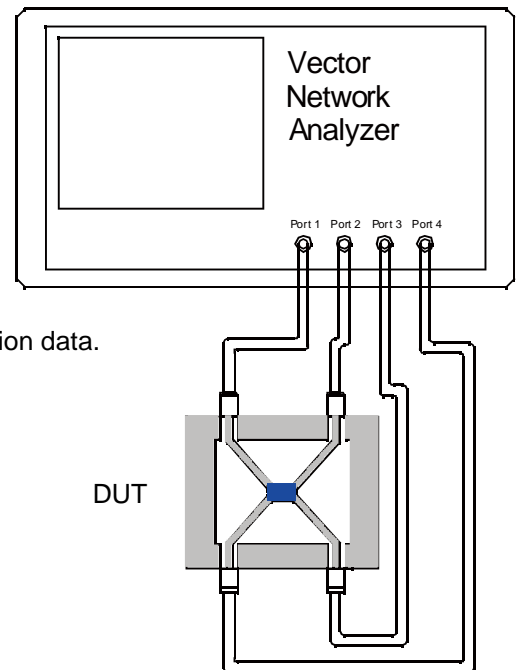 Vector
Network
Analyzer
Port 1 Port 2 Port 3 Port 4
ion data.
DUT